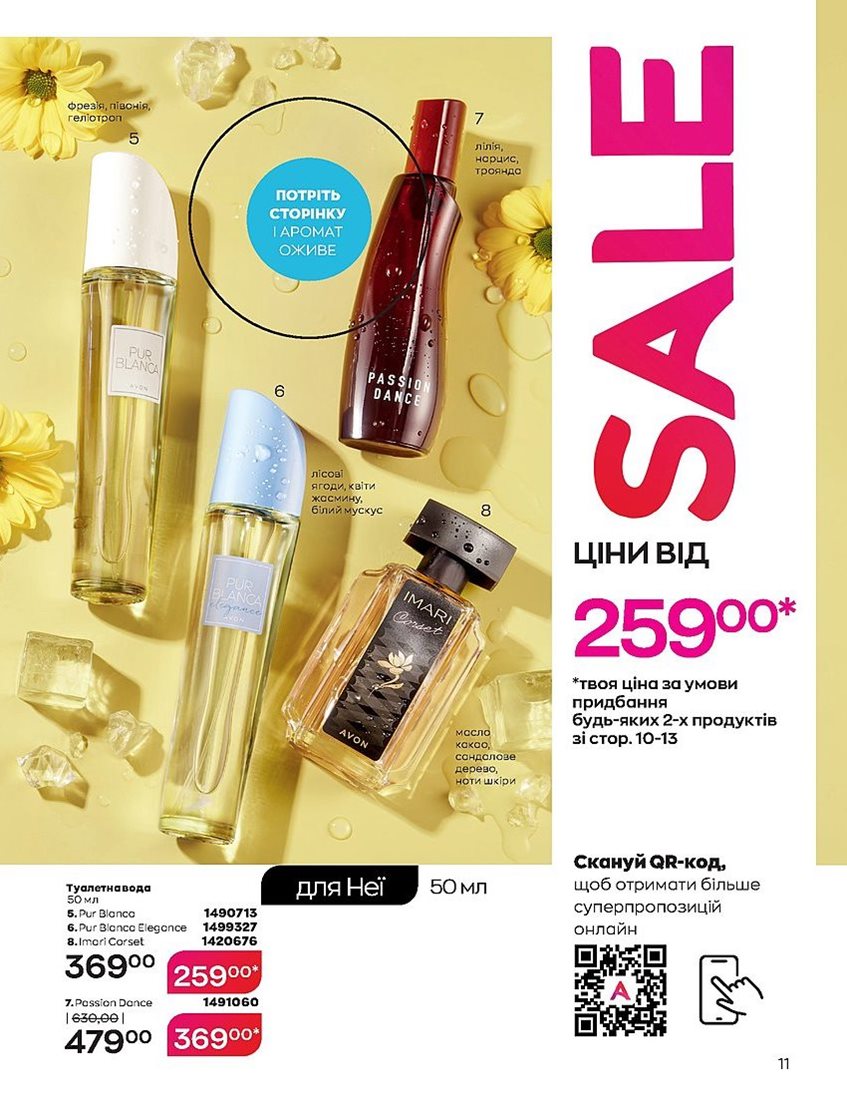 фрезія, півонія,
геліотроп
5
ПОТРІТЬ
СТОРІНКУ
І АРОМАТ
ОЖИВЕ
7
лілія,
нарцис,
троянда
PUR
BLANCA
AVON
PASSION
DANCE
6
лісові
ягоди, квіти
жасмину,
білий мускус
PUR
BLANCA
elegance
AVON
8
IMARI
Corset
AVON
масло
какао,
сандалове
дерево,
ноти шкіри
SALE
ЦІНИ ВІД
259⁰⁰*
*твоя ціна за умови
придбання
будь-яких 2-х продуктів
зі стор. 10-13
для Неї 50 мл
Туалетна вода
50 мл
5. Pur Blanca 1490713
6. Pur Blanca Elegance 1499327
8. Imari Corset 1420676
369⁰⁰ 259⁰⁰*
7. Passion Dance 1491060
| 630,00 |
479⁰⁰ 369⁰⁰*
Скануй QR-код,
щоб отримати більше
суперпропозицій
онлайн
A
11